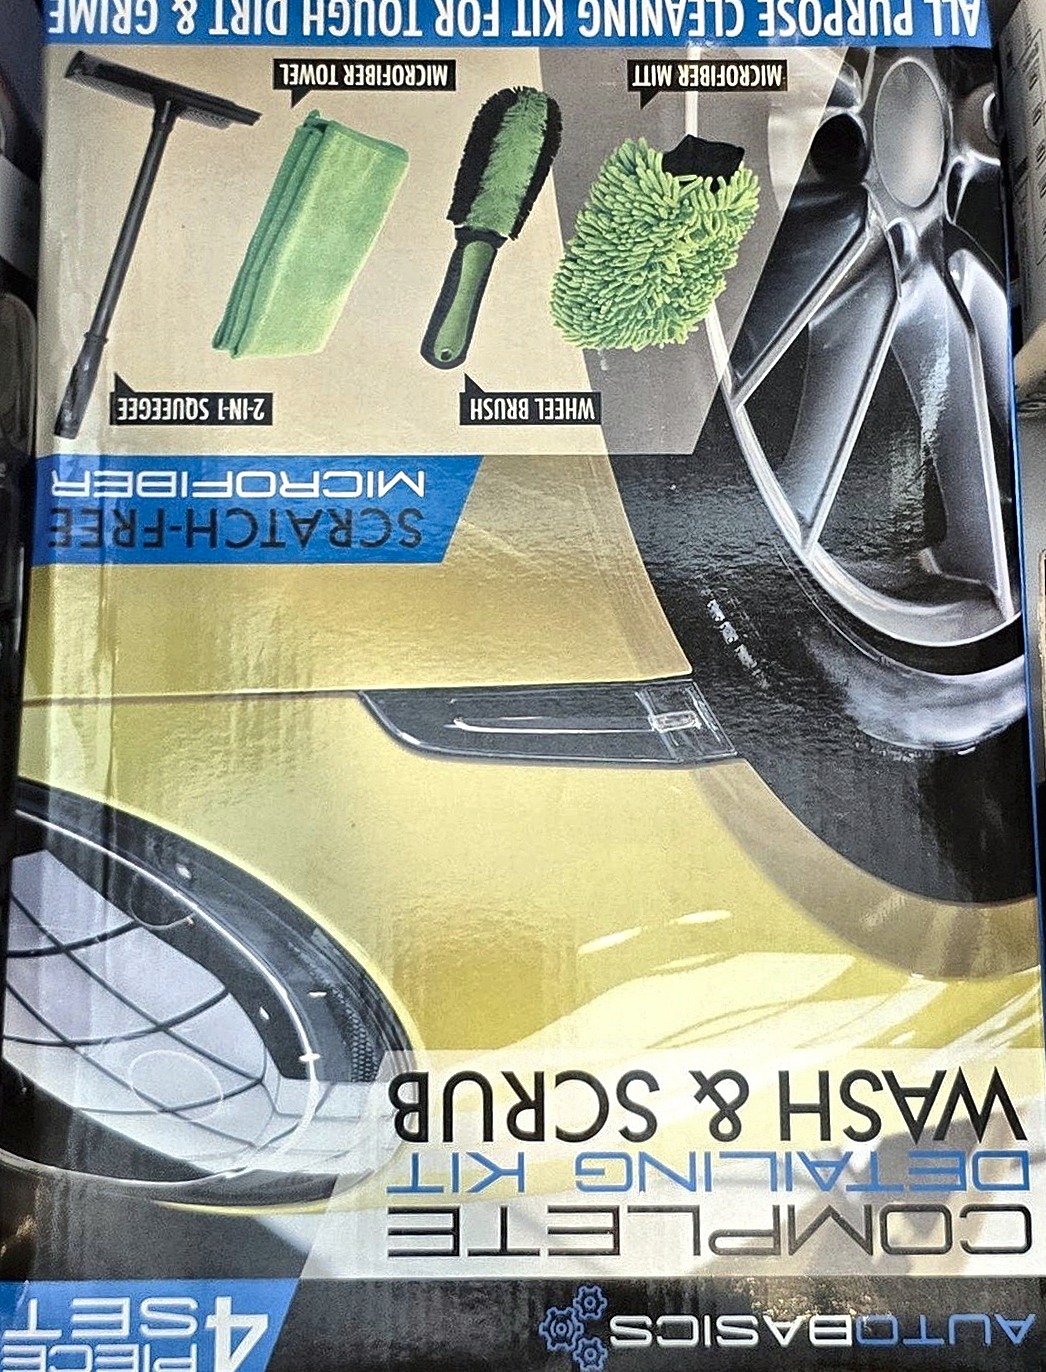 AUTOBASICS
4 PIECE
SET
COMPLETE
DETAILING KIT
WASH & SCRUB
SCRATCH-FREE
MICROFIBER
WHEEL BRUSH
2-IN-1 SQUEEGEE
MICROFIBER MITT
MICROFIBER TOWEL
ALL PURPOSE CLEANING KIT FOR TOUGH DIRT & GRIME